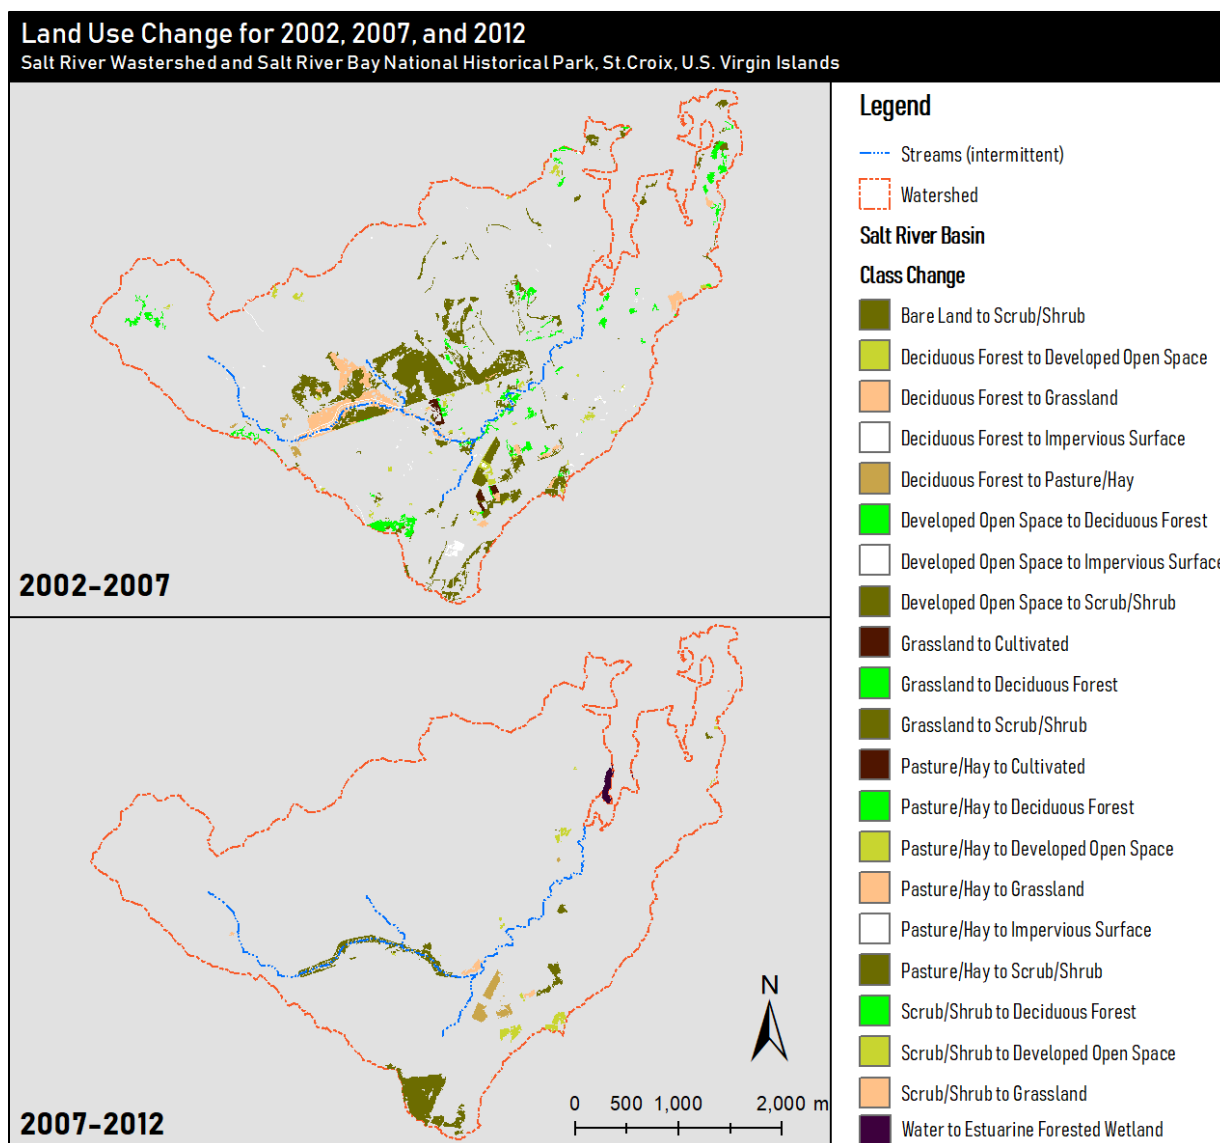 Land Use Change for 2002, 2007, and 2012
Salt River Wastershed and Salt River Bay National Historical Park, St.Croix, U.S. Virgin Islands
2002-2007
2007-2012
N
0 500 1,000 2,000 m
Legend
Streams (intermittent)
Watershed
Salt River Basin
Class Change
Bare Land to Scrub/Shrub
Deciduous Forest to Developed Open Space
Deciduous Forest to Grassland
Deciduous Forest to Impervious Surface
Deciduous Forest to Pasture/Hay
Developed Open Space to Deciduous Forest
Developed Open Space to Impervious Surface
Developed Open Space to Scrub/Shrub
Grassland to Cultivated
Grassland to Deciduous Forest
Grassland to Scrub/Shrub
Pasture/Hay to Cultivated
Pasture/Hay to Deciduous Forest
Pasture/Hay to Developed Open Space
Pasture/Hay to Grassland
Pasture/Hay to Impervious Surface
Pasture/Hay to Scrub/Shrub
Scrub/Shrub to Deciduous Forest
Scrub/Shrub to Developed Open Space
Scrub/Shrub to Grassland
Water to Estuarine Forested Wetland